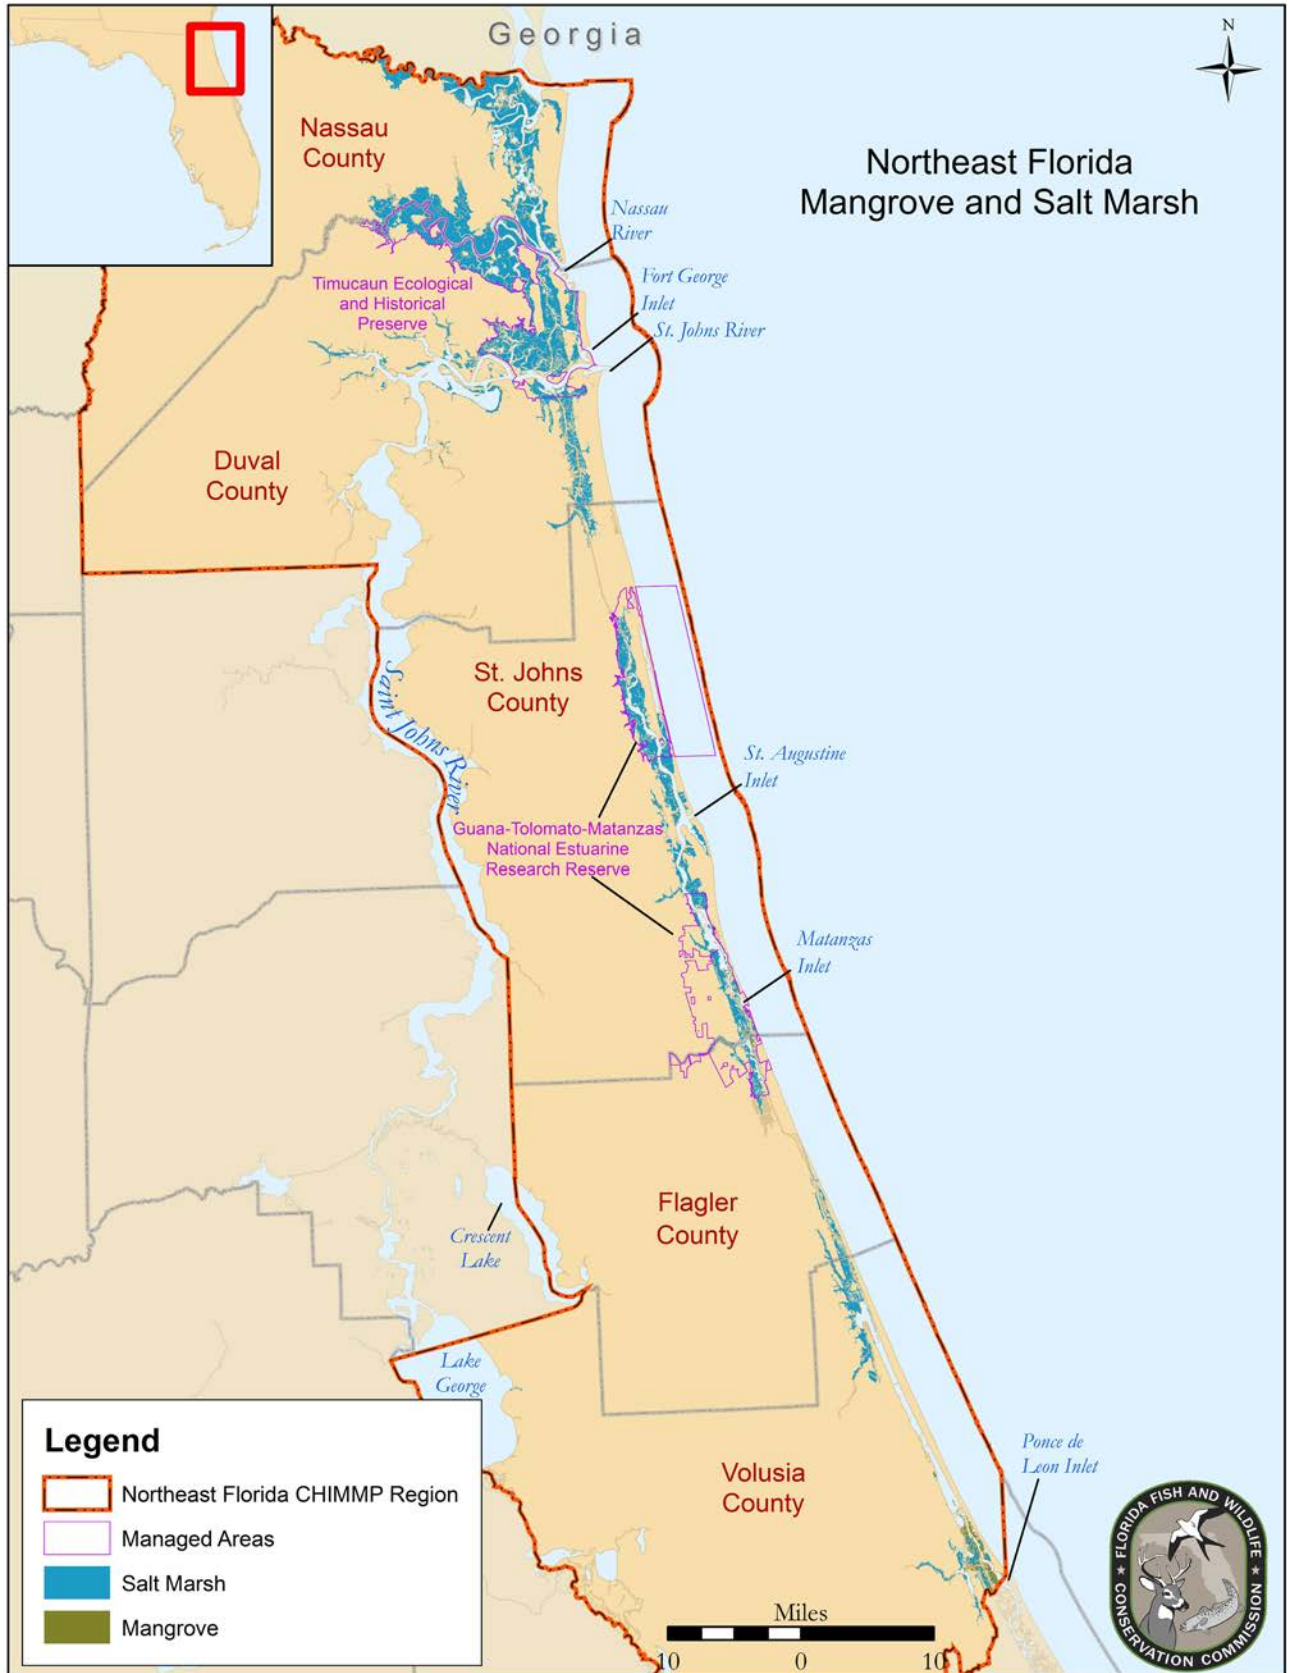 Georgia
N
Northeast Florida
Mangrove and Salt Marsh
Nassau
County
Nassau
River
Fort George
Inlet
St. Johns River
Timucaun Ecological
and Historical
Preserve
Duval
County
St. Johns
County
Saint Johns River
St. Augustine
Inlet
Guana-Tolomato-Matanzas
National Estuarine
Research Reserve
Matanzas
Inlet
Flagler
County
Crescent
Lake
Lake
George
Volusia
County
Ponce de
Leon Inlet
Legend
Northeast Florida CHIMMP Region
Managed Areas
Salt Marsh
Mangrove
Miles
10 0 10
FLORIDA FISH AND WILDLIFE
CONSERVATION COMMISSION